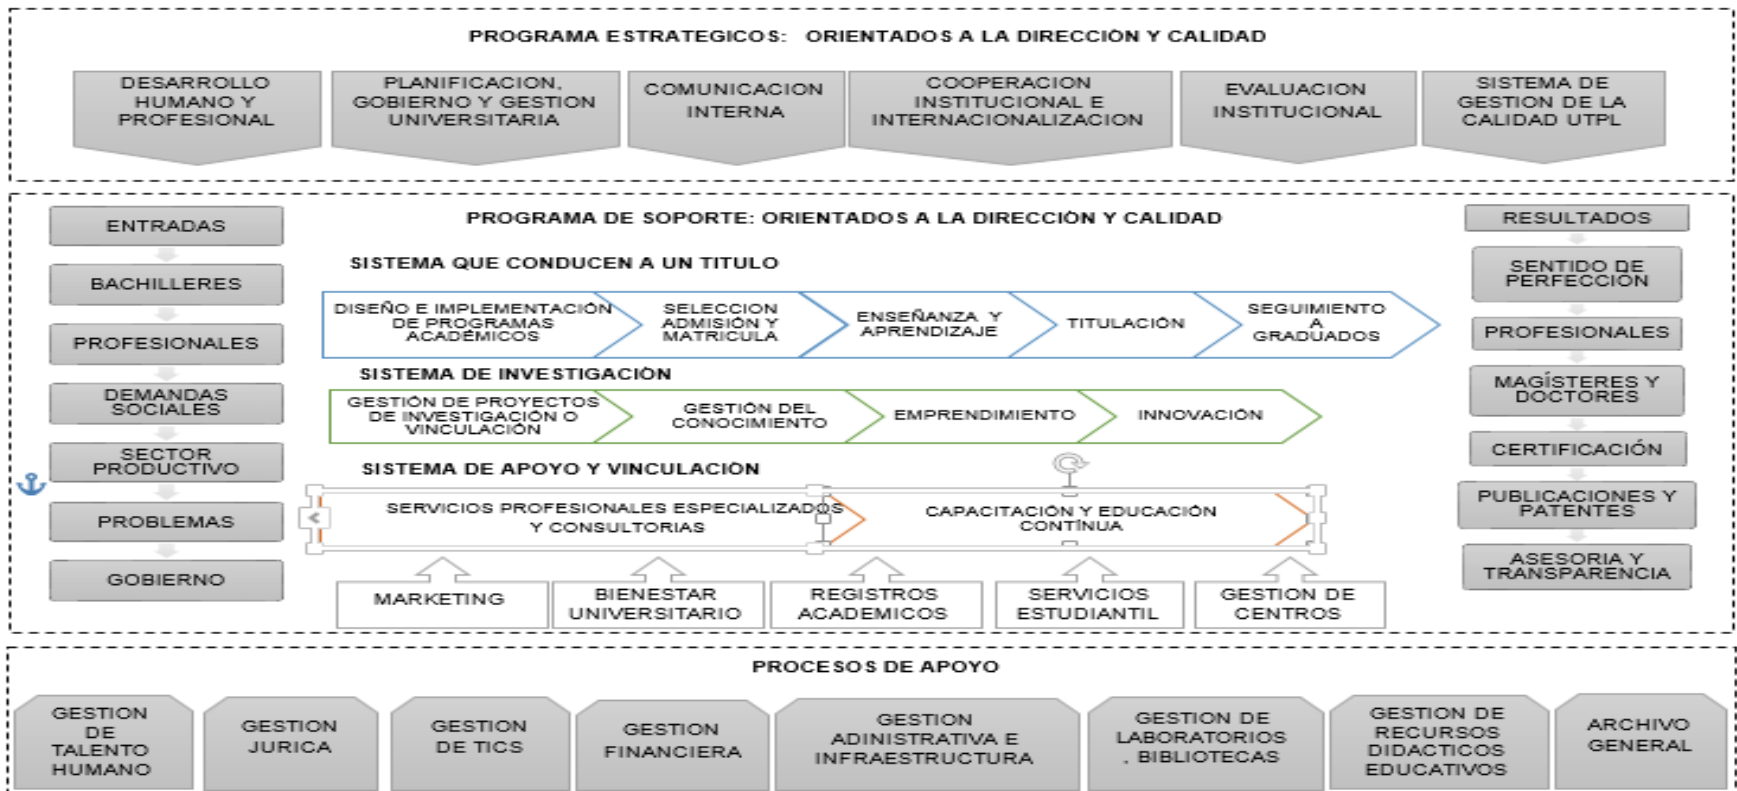 PROGRAMA ESTRATEGICOS: ORIENTADOS A LA DIRECCIÓN Y CALIDAD
DESARROLLO
HUMANO Y
PROFESIONAL
PLANIFICACION,
GOBIERNO Y GESTION
UNIVERSITARIA
COMUNICACION
INTERNA
COOPERACION
INSTITUCIONAL E
INTERNACIONALIZACION
EVALUACION
INSTITUCIONAL
SISTEMA DE
GESTION DE LA
CALIDAD UTPL
ENTRADAS
BACHILLERES
PROFESIONALES
DEMANDAS
SOCIALES
SECTOR
PRODUCTIVO
PROBLEMAS
GOBIERNO
PROGRAMA DE SOPORTE: ORIENTADOS A LA DIRECCIÓN Y CALIDAD
SISTEMA QUE CONDUCEN A UN TITULO
DISEÑO E IMPLEMENTACIÓN
DE PROGRAMAS
ACADÉMICOS
SELECCION
ADMISIÓN Y
MATRICULA
ENSEÑANZA Y
APRENDIZAJE
TITULACIÓN
SEGUIMIENTO
A
GRADUADOS
SISTEMA DE INVESTIGACIÓN
GESTIÓN DE PROYECTOS
DE INVESTIGACIÓN O
VINCULACIÓN
GESTIÓN DEL
CONOCIMIENTO
EMPRENDIMIENTO
INNOVACIÓN
SISTEMA DE APOYO Y VINCULACIÓN
SERVICIOS PROFESIONALES ESPECIALIZADOS
Y CONSULTORIAS
CAPACITACIÓN Y EDUCACIÓN
CONTÍNUA
MARKETING
BIENESTAR
UNIVERSITARIO
REGISTROS
ACADEMICOS
SERVICIOS
ESTUDIANTIL
GESTION DE
CENTROS
RESULTADOS
SENTIDO DE
PERFECCIÓN
PROFESIONALES
MAGÍSTERES Y
DOCTORES
CERTIFICACIÓN
PUBLICACIONES Y
PATENTES
ASESORIA Y
TRANSPARENCIA
PROCESOS DE APOYO
GESTION
DE
TALENTO
HUMANO
GESTION
JURICA
GESTION
DE TICS
GESTION
FINANCIERA
GESTION
ADINISTRATIVA E
INFRAESTRUCTURA
GESTION DE
LABORATORIOS
, BIBLIOTECAS
GESTION DE
RECURSOS
DIDACTICOS
EDUCATIVOS
ARCHIVO
GENERAL